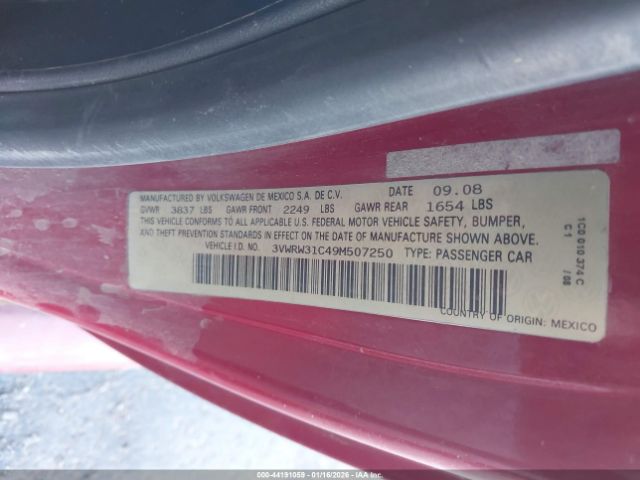 MANUFACTURED BY VOLKSWAGEN DE MEXICO S.A. DE C.V. DATE 09.08
GVWR 3837 LBS GAWR FRONT 2249 LBS GAWR REAR 1654 LBS
THIS VEHICLE CONFORMS TO ALL APPLICABLE U.S. FEDERAL MOTOR VEHICLE SAFETY, BUMPER,
AND THEFT PREVENTION STANDARDS IN EFFECT ON THE DATE OF MANUFACTURE SHOWN ABOVE.
VEHICLE I.D. NO. 3VWRW31C49M507250 TYPE: PASSENGER CAR
COUNTRY OF ORIGIN: MEXICO
1C0 010 374 C
C1 /08
000-44191059 - 01/16/2026 - IAAI.COM